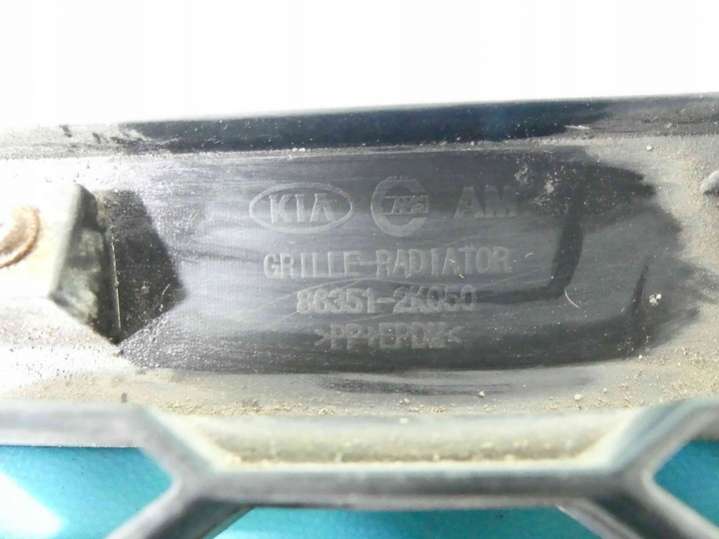 KIA AM
GRILLE-RADIATOR
86351-2K050
>PP+EPDM<